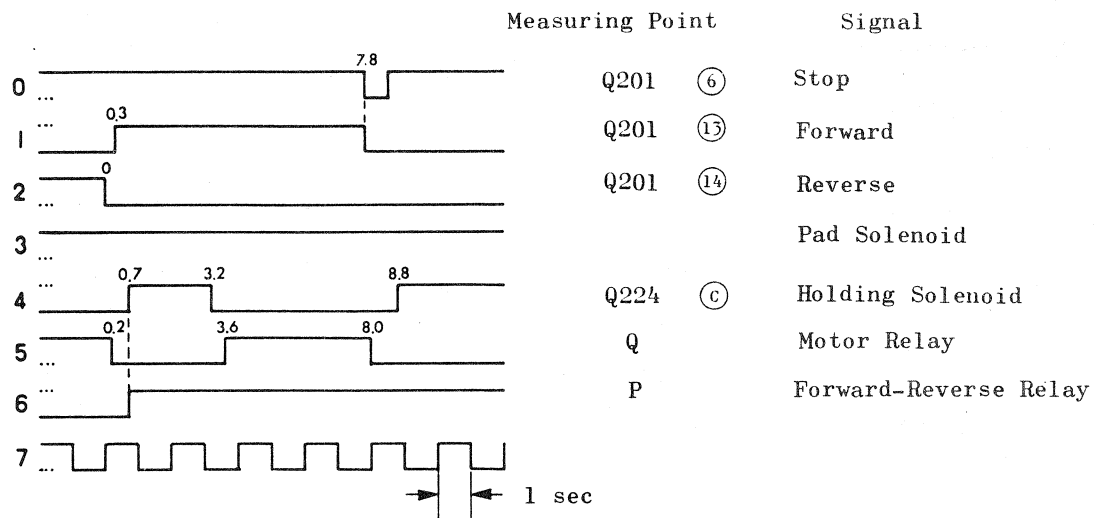 Measuring Point Signal
7.8
0 ... Q201 ⑥ Stop
0,3
1 ... Q201 ⑬ Forward
0
2 ... Q201 ⑭ Reverse
3 ... Pad Solenoid
0.7 3.2 8.8
4 ... Q224 Ⓒ Holding Solenoid
0.2 3.6 8.0
5 ... Q Motor Relay
6 ... P Forward-Reverse Relay
7 ...
1 sec